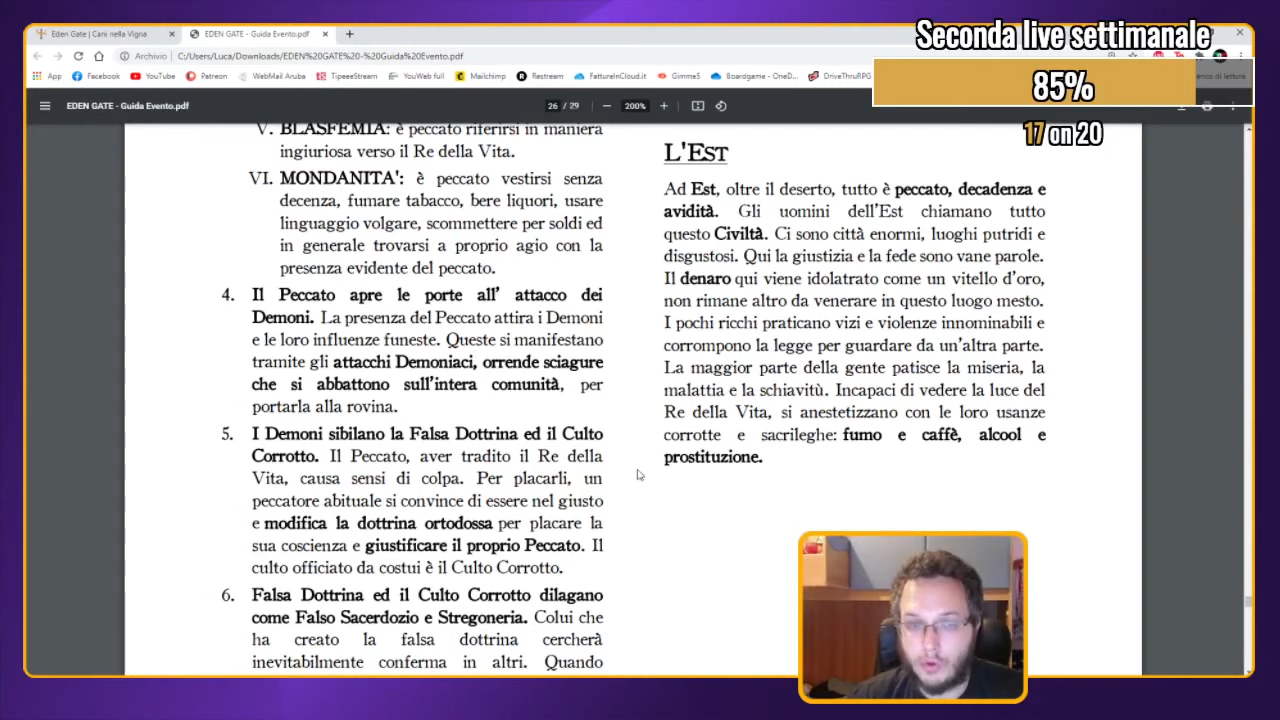 Seconda live settimanale
85%
17 on 20
Eden Gate | Cani nella Vigna
EDEN GATE - Guida Evento.pdf
Archivio
C:/Users/Luca/Downloads/EDEN%20GATE%20-%20Guida%20Evento.pdf
App
Facebook
YouTube
Patreon
WebMail Aruba
TipeeeStream
YouWeb full
Mailchimp
Restream
FattureInCloud.it
Gimme5
Boardgame - OneD...
DriveThruRPG
di lettura
EDEN GATE - Guida Evento.pdf
26 / 29
200%
V. BLASFEMIA: è peccato riferirsi in maniera
ingiuriosa verso il Re della Vita.
VI. MONDANITA': è peccato vestirsi senza
decenza, fumare tabacco, bere liquori, usare
linguaggio volgare, scommettere per soldi ed
in generale trovarsi a proprio agio con la
presenza evidente del peccato.
4. Il Peccato apre le porte all' attacco dei
Demoni. La presenza del Peccato attira i Demoni
e le loro influenze funeste. Queste si manifestano
tramite gli attacchi Demoniaci, orrende sciagure
che si abbattono sull'intera comunità, per
portarla alla rovina.
5. I Demoni sibilano la Falsa Dottrina ed il Culto
Corrotto. Il Peccato, aver tradito il Re della
Vita, causa sensi di colpa. Per placarli, un
peccatore abituale si convince di essere nel giusto
e modifica la dottrina ortodossa per placare la
sua coscienza e giustificare il proprio Peccato. Il
culto officiato da costui è il Culto Corrotto.
6. Falsa Dottrina ed il Culto Corrotto dilagano
come Falso Sacerdozio e Stregoneria. Colui che
ha creato la falsa dottrina cercherà
inevitabilmente conferma in altri. Quando
L'EST
Ad Est, oltre il deserto, tutto è peccato, decadenza e
avidità. Gli uomini dell'Est chiamano tutto
questo Civiltà. Ci sono città enormi, luoghi putridi e
disgustosi. Qui la giustizia e la fede sono vane parole.
Il denaro qui viene idolatrato come un vitello d'oro,
non rimane altro da venerare in questo luogo mesto.
I pochi ricchi praticano vizi e violenze innominabili e
corrompono la legge per guardare da un'altra parte.
La maggior parte della gente patisce la miseria, la
malattia e la schiavitù. Incapaci di vedere la luce del
Re della Vita, si anestetizzano con le loro usanze
corrotte e sacrileghe: fumo e caffè, alcool e
prostituzione.